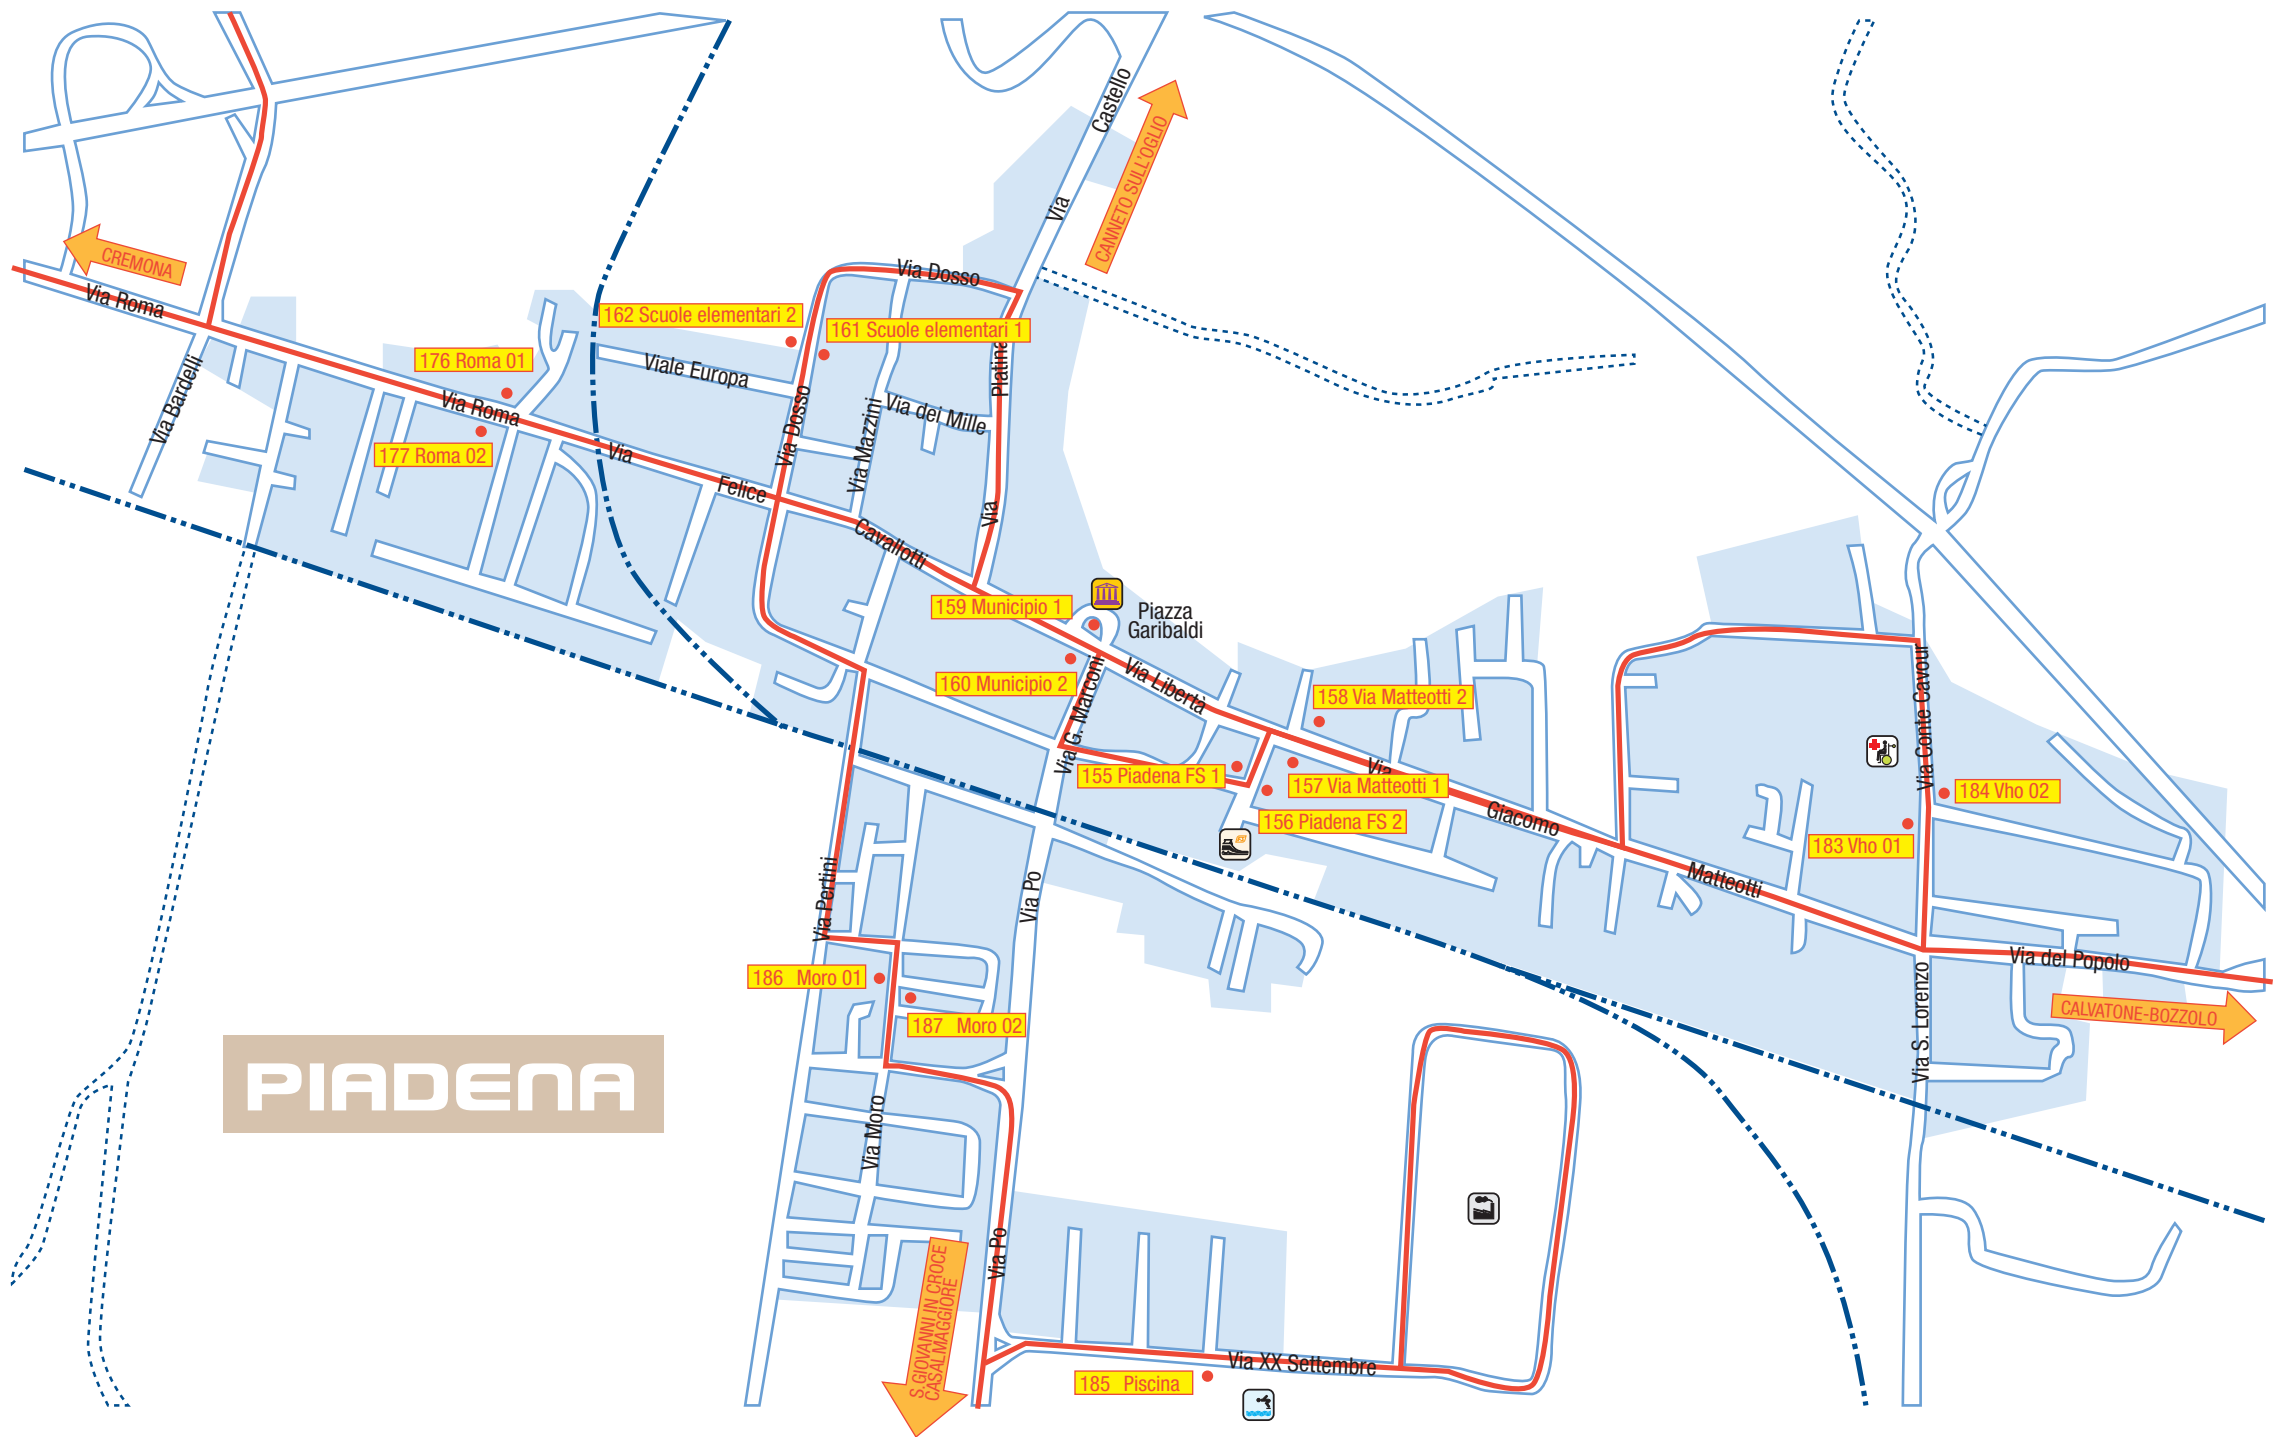 Castello
CANNETO SULL'OGLIO
Via
CREMONA
Via Roma
Via Dosso
162 Scuole elementari 2
161 Scuole elementari 1
176 Roma 01
Viale Europa
Platina
Via Bardelli
Via Roma
Via Dosso
Via Mazzini
Via dei Mille
177 Roma 02
Via
Felice
Via
Cavallotti
159 Municipio 1
Piazza
Garibaldi
160 Municipio 2
Via G. Marconi
Via Libertà
158 Via Matteotti 2
Via Conte Cavour
155 Piadena FS 1
Via
157 Via Matteotti 1
184 Vho 02
156 Piadena FS 2
Giacomo
183 Vho 01
Via Pertini
Via Po
Matteotti
Via del Popolo
186 Moro 01
187 Moro 02
Via S. Lorenzo
CALVATONE-BOZZOLO
PIADENA
Via Moro
Via Po
S.GIOVANNI IN CROCE
CASALMAGGIORE
Via XX Settembre
185 Piscina